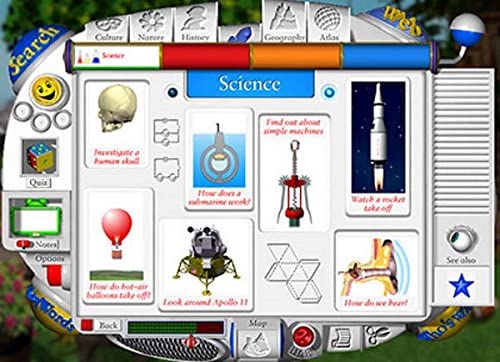 Search
Web
Culture
Nature
History
Geography
Atlas
Science
Science
Investigate a
human skull
How does a
submarine work?
Find out about
simple machines
Watch a rocket
take off
Quiz
Notes
Options
See also
How do hot-air
balloons take off?
Look around Apollo 11
How do we hear?
Back
Map